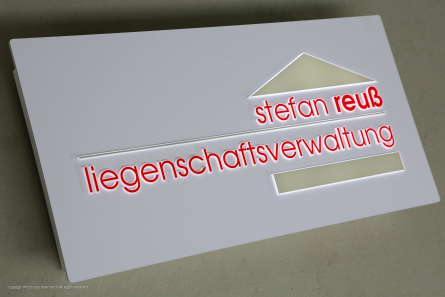 stefan reuß
liegenschaftsverwaltung